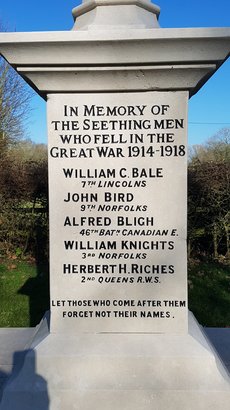 IN MEMORY OF
THE SEETHING MEN
WHO FELL IN THE
GREAT WAR 1914-1918
WILLIAM C. BALE
7TH LINCOLNS
JOHN BIRD
9TH NORFOLKS
ALFRED BLIGH
46TH BATN CANADIAN E.
WILLIAM KNIGHTS
3RD NORFOLKS
HERBERT H. RICHES
2ND QUEENS R.W.S.
LET THOSE WHO COME AFTER THEM
FORGET NOT THEIR NAMES.